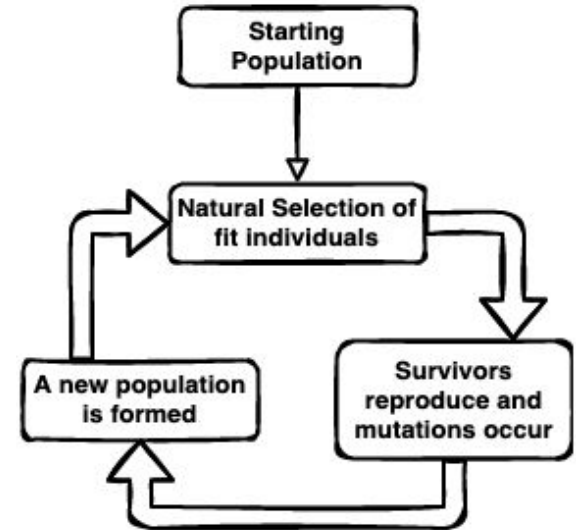 Starting
Population
Natural Selection of
fit individuals
Survivors
reproduce and
mutations occur
A new population
is formed